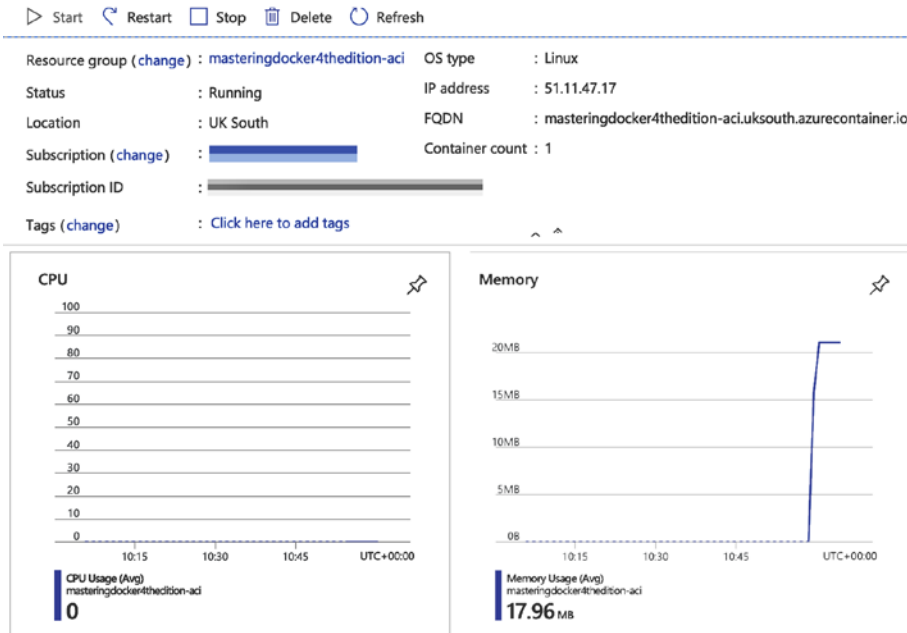 Start Restart Stop Delete Refresh
Resource group (change) : masteringdocker4thedition-aci
Status : Running
Location : UK South
Subscription (change) :
Subscription ID :
Tags (change) : Click here to add tags
OS type : Linux
IP address : 51.11.47.17
FQDN : masteringdocker4thedition-aci.uksouth.azurecontainer.io
Container count : 1
CPU
100
90
80
70
60
50
40
30
20
10
0
10:15 10:30 10:45 UTC+00:00
CPU Usage (Avg)
masteringdocker4thedition-aci
0
Memory
20MB
15MB
10MB
5MB
0B
10:15 10:30 10:45 UTC+00:00
Memory Usage (Avg)
masteringdocker4thedition-aci
17.96 MB